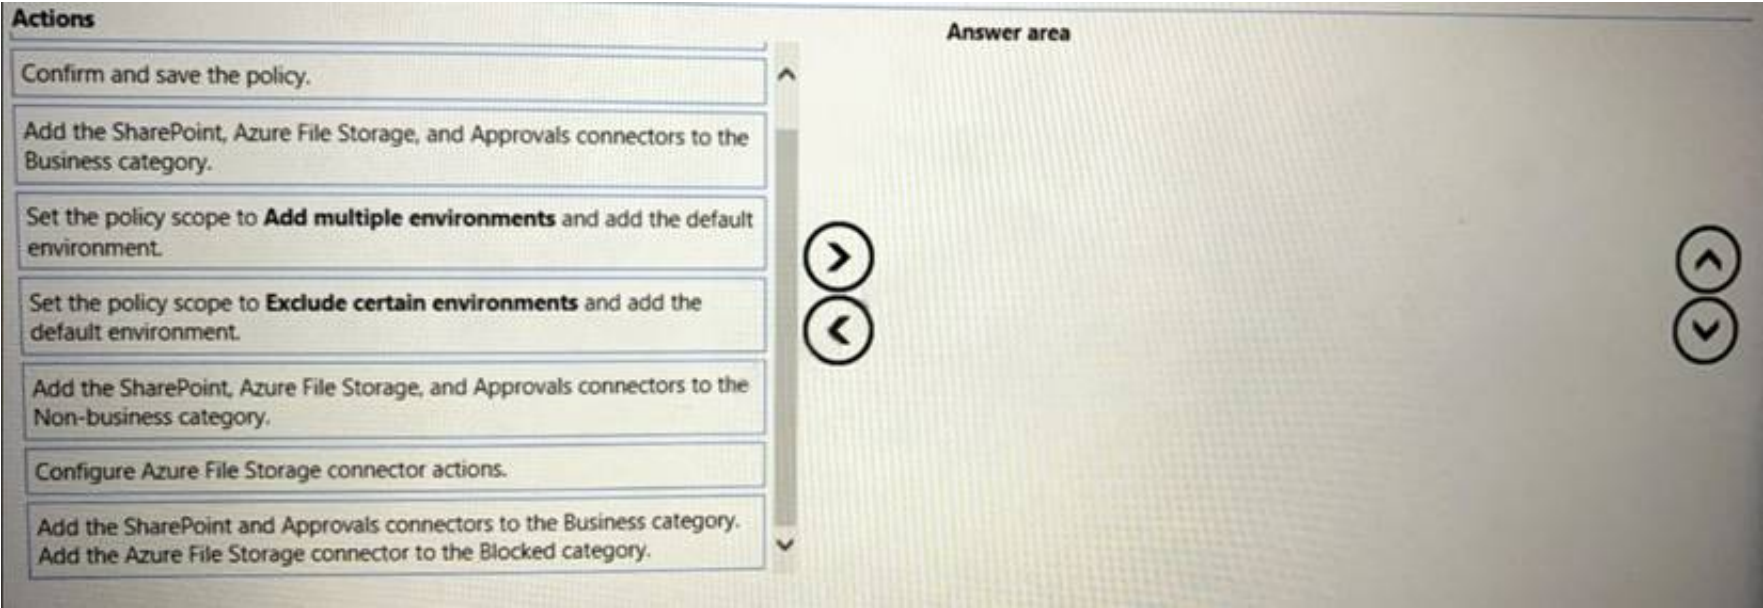 Actions
Answer area
Confirm and save the policy.
Add the SharePoint, Azure File Storage, and Approvals connectors to the
Business category.
Set the policy scope to Add multiple environments and add the default
environment.
Set the policy scope to Exclude certain environments and add the
default environment.
Add the SharePoint, Azure File Storage, and Approvals connectors to the
Non-business category.
Configure Azure File Storage connector actions.
Add the SharePoint and Approvals connectors to the Business category.
Add the Azure File Storage connector to the Blocked category.